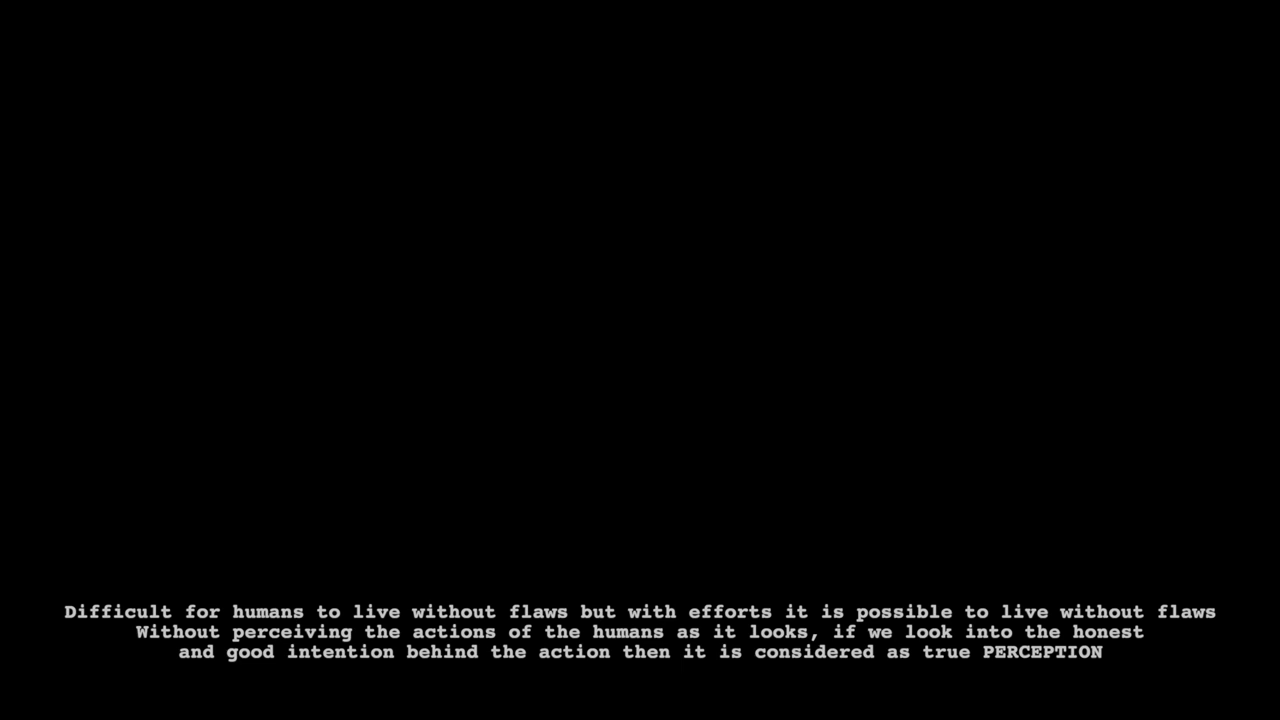 Difficult for humans to live without flaws but with efforts it is possible to live without flaws
Without perceiving the actions of the humans as it looks, if we look into the honest
and good intention behind the action then it is considered as true PERCEPTION